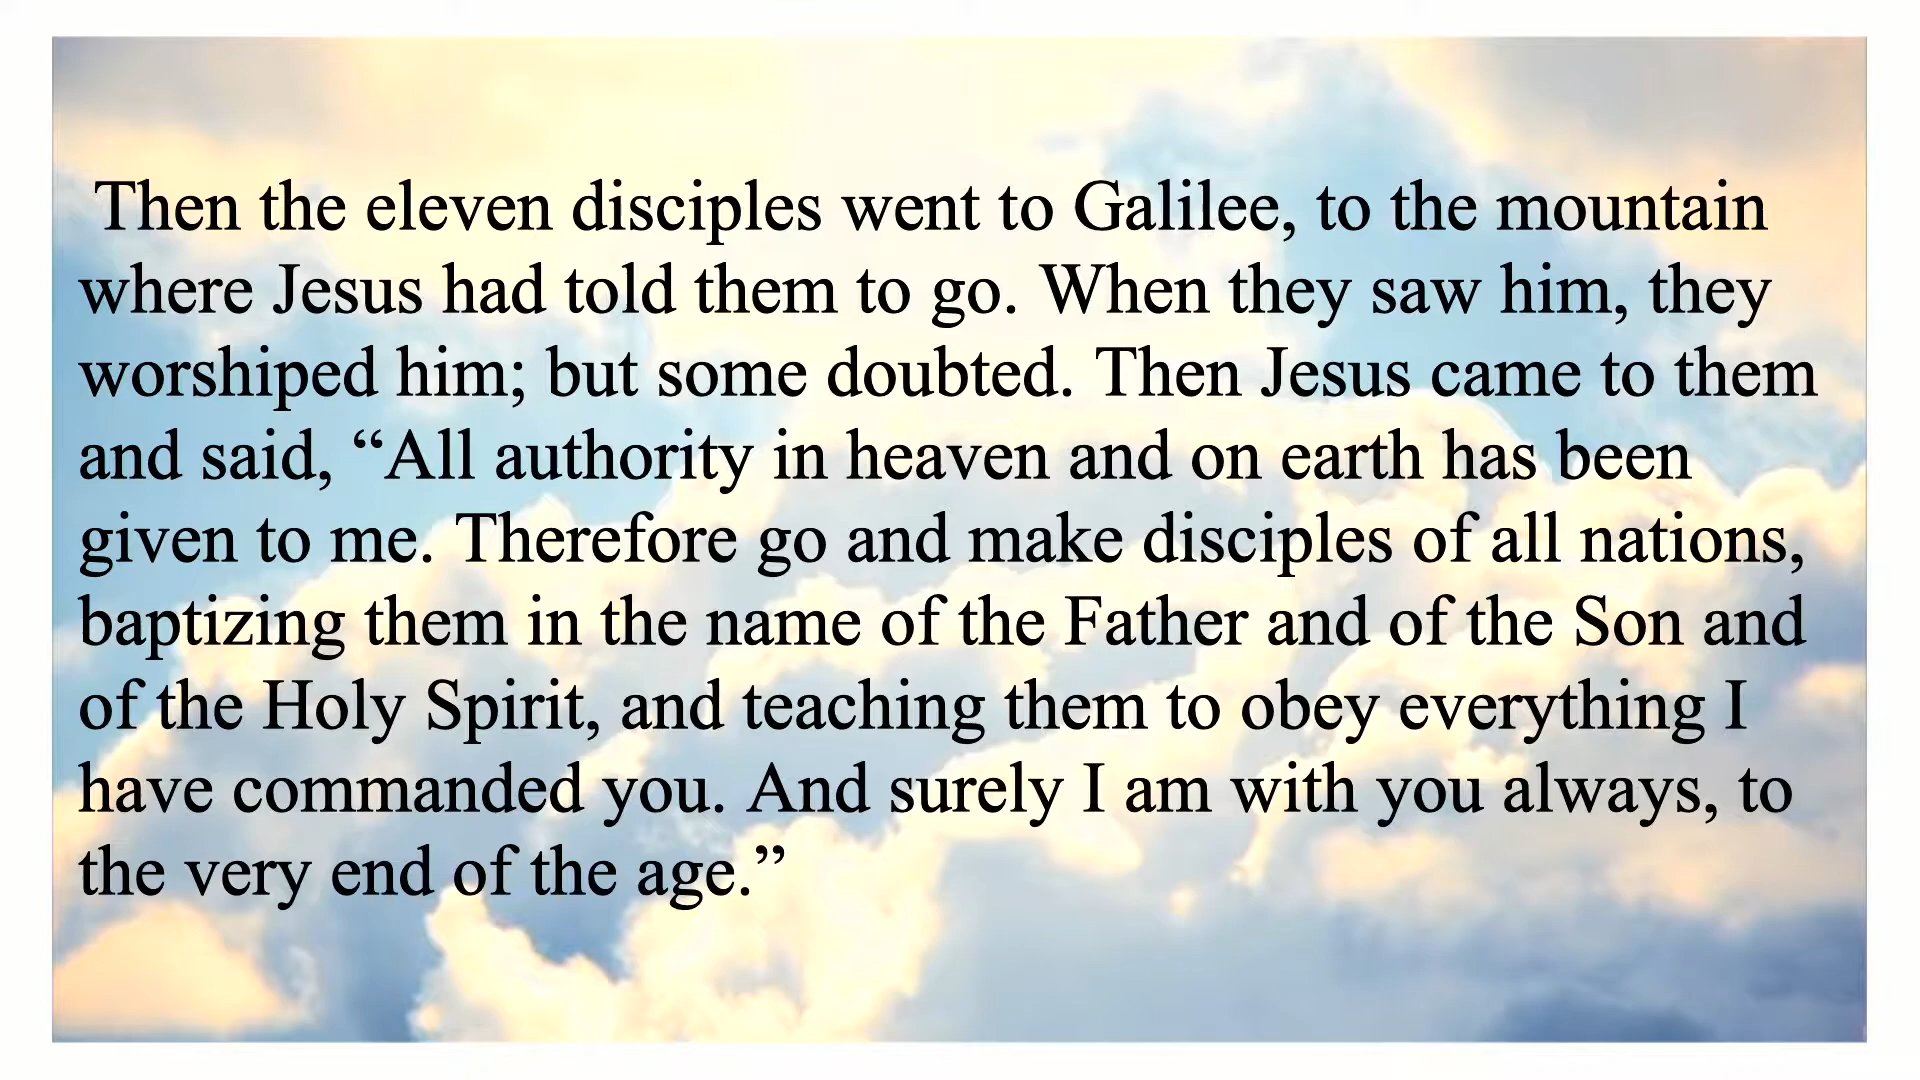 Then the eleven disciples went to Galilee, to the mountain
where Jesus had told them to go. When they saw him, they
worshiped him; but some doubted. Then Jesus came to them
and said, “All authority in heaven and on earth has been
given to me. Therefore go and make disciples of all nations,
baptizing them in the name of the Father and of the Son and
of the Holy Spirit, and teaching them to obey everything I
have commanded you. And surely I am with you always, to
the very end of the age.”